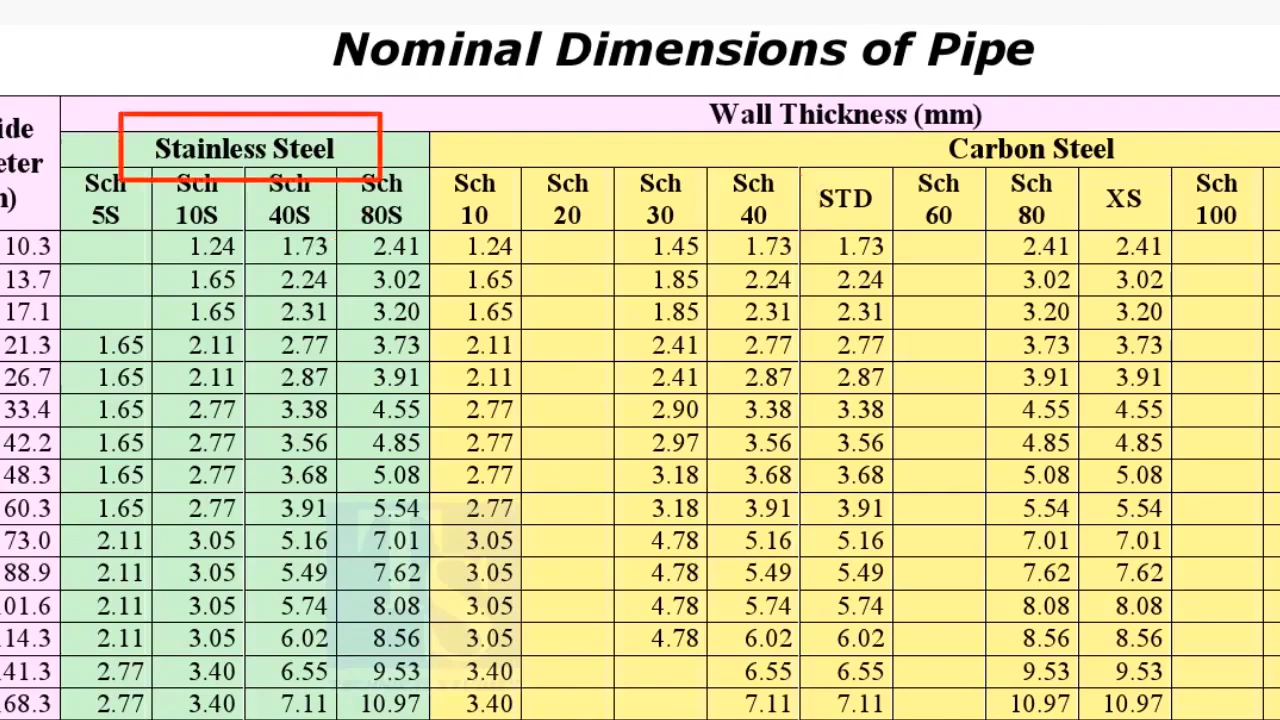 Nominal Dimensions of Pipe
Wall Thickness (mm)
Stainless Steel Carbon Steel
Sch 5S Sch 10S Sch 40S Sch 80S Sch 10 Sch 20 Sch 30 Sch 40 STD Sch 60 Sch 80 XS Sch 100
10.3 1.24 1.73 2.41 1.24 1.45 1.73 1.73 2.41 2.41
13.7 1.65 2.24 3.02 1.65 1.85 2.24 2.24 3.02 3.02
17.1 1.65 2.31 3.20 1.65 1.85 2.31 2.31 3.20 3.20
21.3 1.65 2.11 2.77 3.73 2.11 2.41 2.77 2.77 3.73 3.73
26.7 1.65 2.11 2.87 3.91 2.11 2.41 2.87 2.87 3.91 3.91
33.4 1.65 2.77 3.38 4.55 2.77 2.90 3.38 3.38 4.55 4.55
42.2 1.65 2.77 3.56 4.85 2.77 2.97 3.56 3.56 4.85 4.85
48.3 1.65 2.77 3.68 5.08 2.77 3.18 3.68 3.68 5.08 5.08
60.3 1.65 2.77 3.91 5.54 2.77 3.18 3.91 3.91 5.54 5.54
73.0 2.11 3.05 5.16 7.01 3.05 4.78 5.16 5.16 7.01 7.01
88.9 2.11 3.05 5.49 7.62 3.05 4.78 5.49 5.49 7.62 7.62
01.6 2.11 3.05 5.74 8.08 3.05 4.78 5.74 5.74 8.08 8.08
14.3 2.11 3.05 6.02 8.56 3.05 4.78 6.02 6.02 8.56 8.56
41.3 2.77 3.40 6.55 9.53 3.40 6.55 6.55 9.53 9.53
68.3 2.77 3.40 7.11 10.97 3.40 7.11 7.11 10.97 10.97